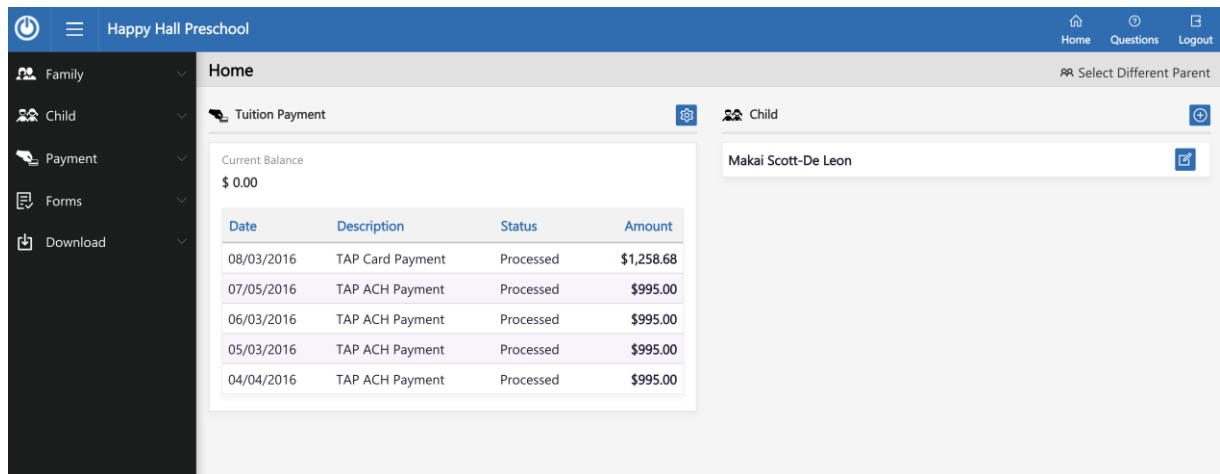 Happy Hall Preschool
Home Questions Logout
Family
Child
Payment
Forms
Download
Home
Select Different Parent
Tuition Payment
Current Balance
$ 0.00
Date Description Status Amount
08/03/2016 TAP Card Payment Processed $1,258.68
07/05/2016 TAP ACH Payment Processed $995.00
06/03/2016 TAP ACH Payment Processed $995.00
05/03/2016 TAP ACH Payment Processed $995.00
04/04/2016 TAP ACH Payment Processed $995.00
Child
Makai Scott-De Leon